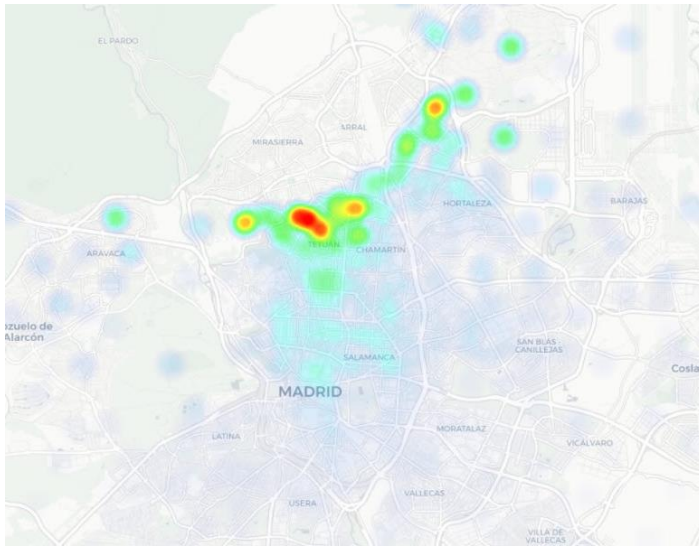 EL PARDO
MIRASIERRA
ARRAL
HORTALEZA
BARAJAS
TETUÁN
CHAMARTÍN
ARAVACA
ozuelo de
Alarcón
SAN BLAS
CANILLEJAS
SALAMANCA
Cosla
MADRID
LATINA
MORATALAZ
VICÁLVARO
USERA
VALLECAS
VILLA DE
VALLECAS